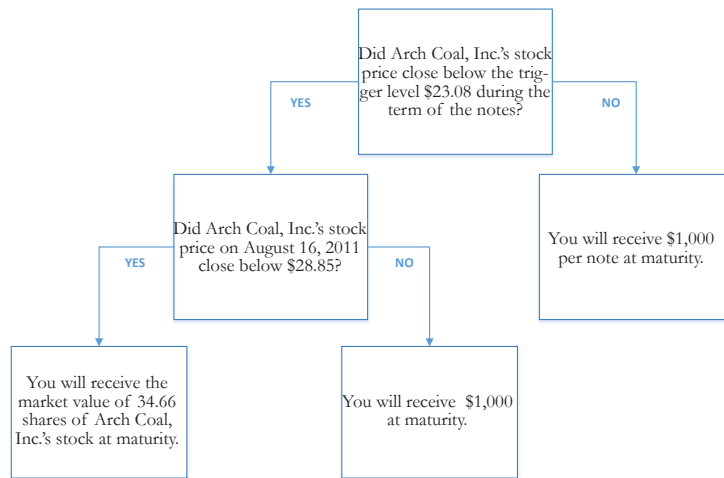 Did Arch Coal, Inc.'s stock
price close below the trig-
ger level $23.08 during the
term of the notes?
YES
NO
Did Arch Coal, Inc.'s stock
price on August 16, 2011
close below $28.85?
You will receive $1,000
per note at maturity.
YES
NO
You will receive the
market value of 34.66
shares of Arch Coal,
Inc.'s stock at maturity.
You will receive  $1,000
at maturity.